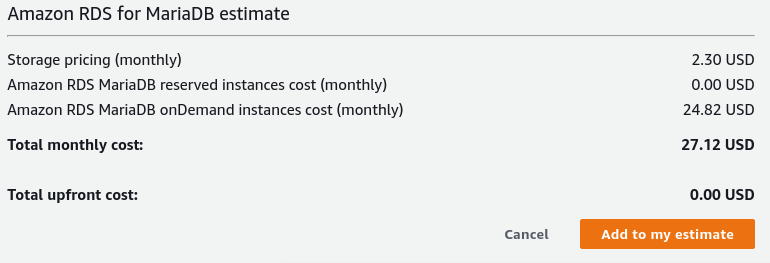 Amazon RDS for MariaDB estimate
Storage pricing (monthly) 2.30 USD
Amazon RDS MariaDB reserved instances cost (monthly) 0.00 USD
Amazon RDS MariaDB onDemand instances cost (monthly) 24.82 USD
Total monthly cost: 27.12 USD
Total upfront cost: 0.00 USD
Cancel Add to my estimate